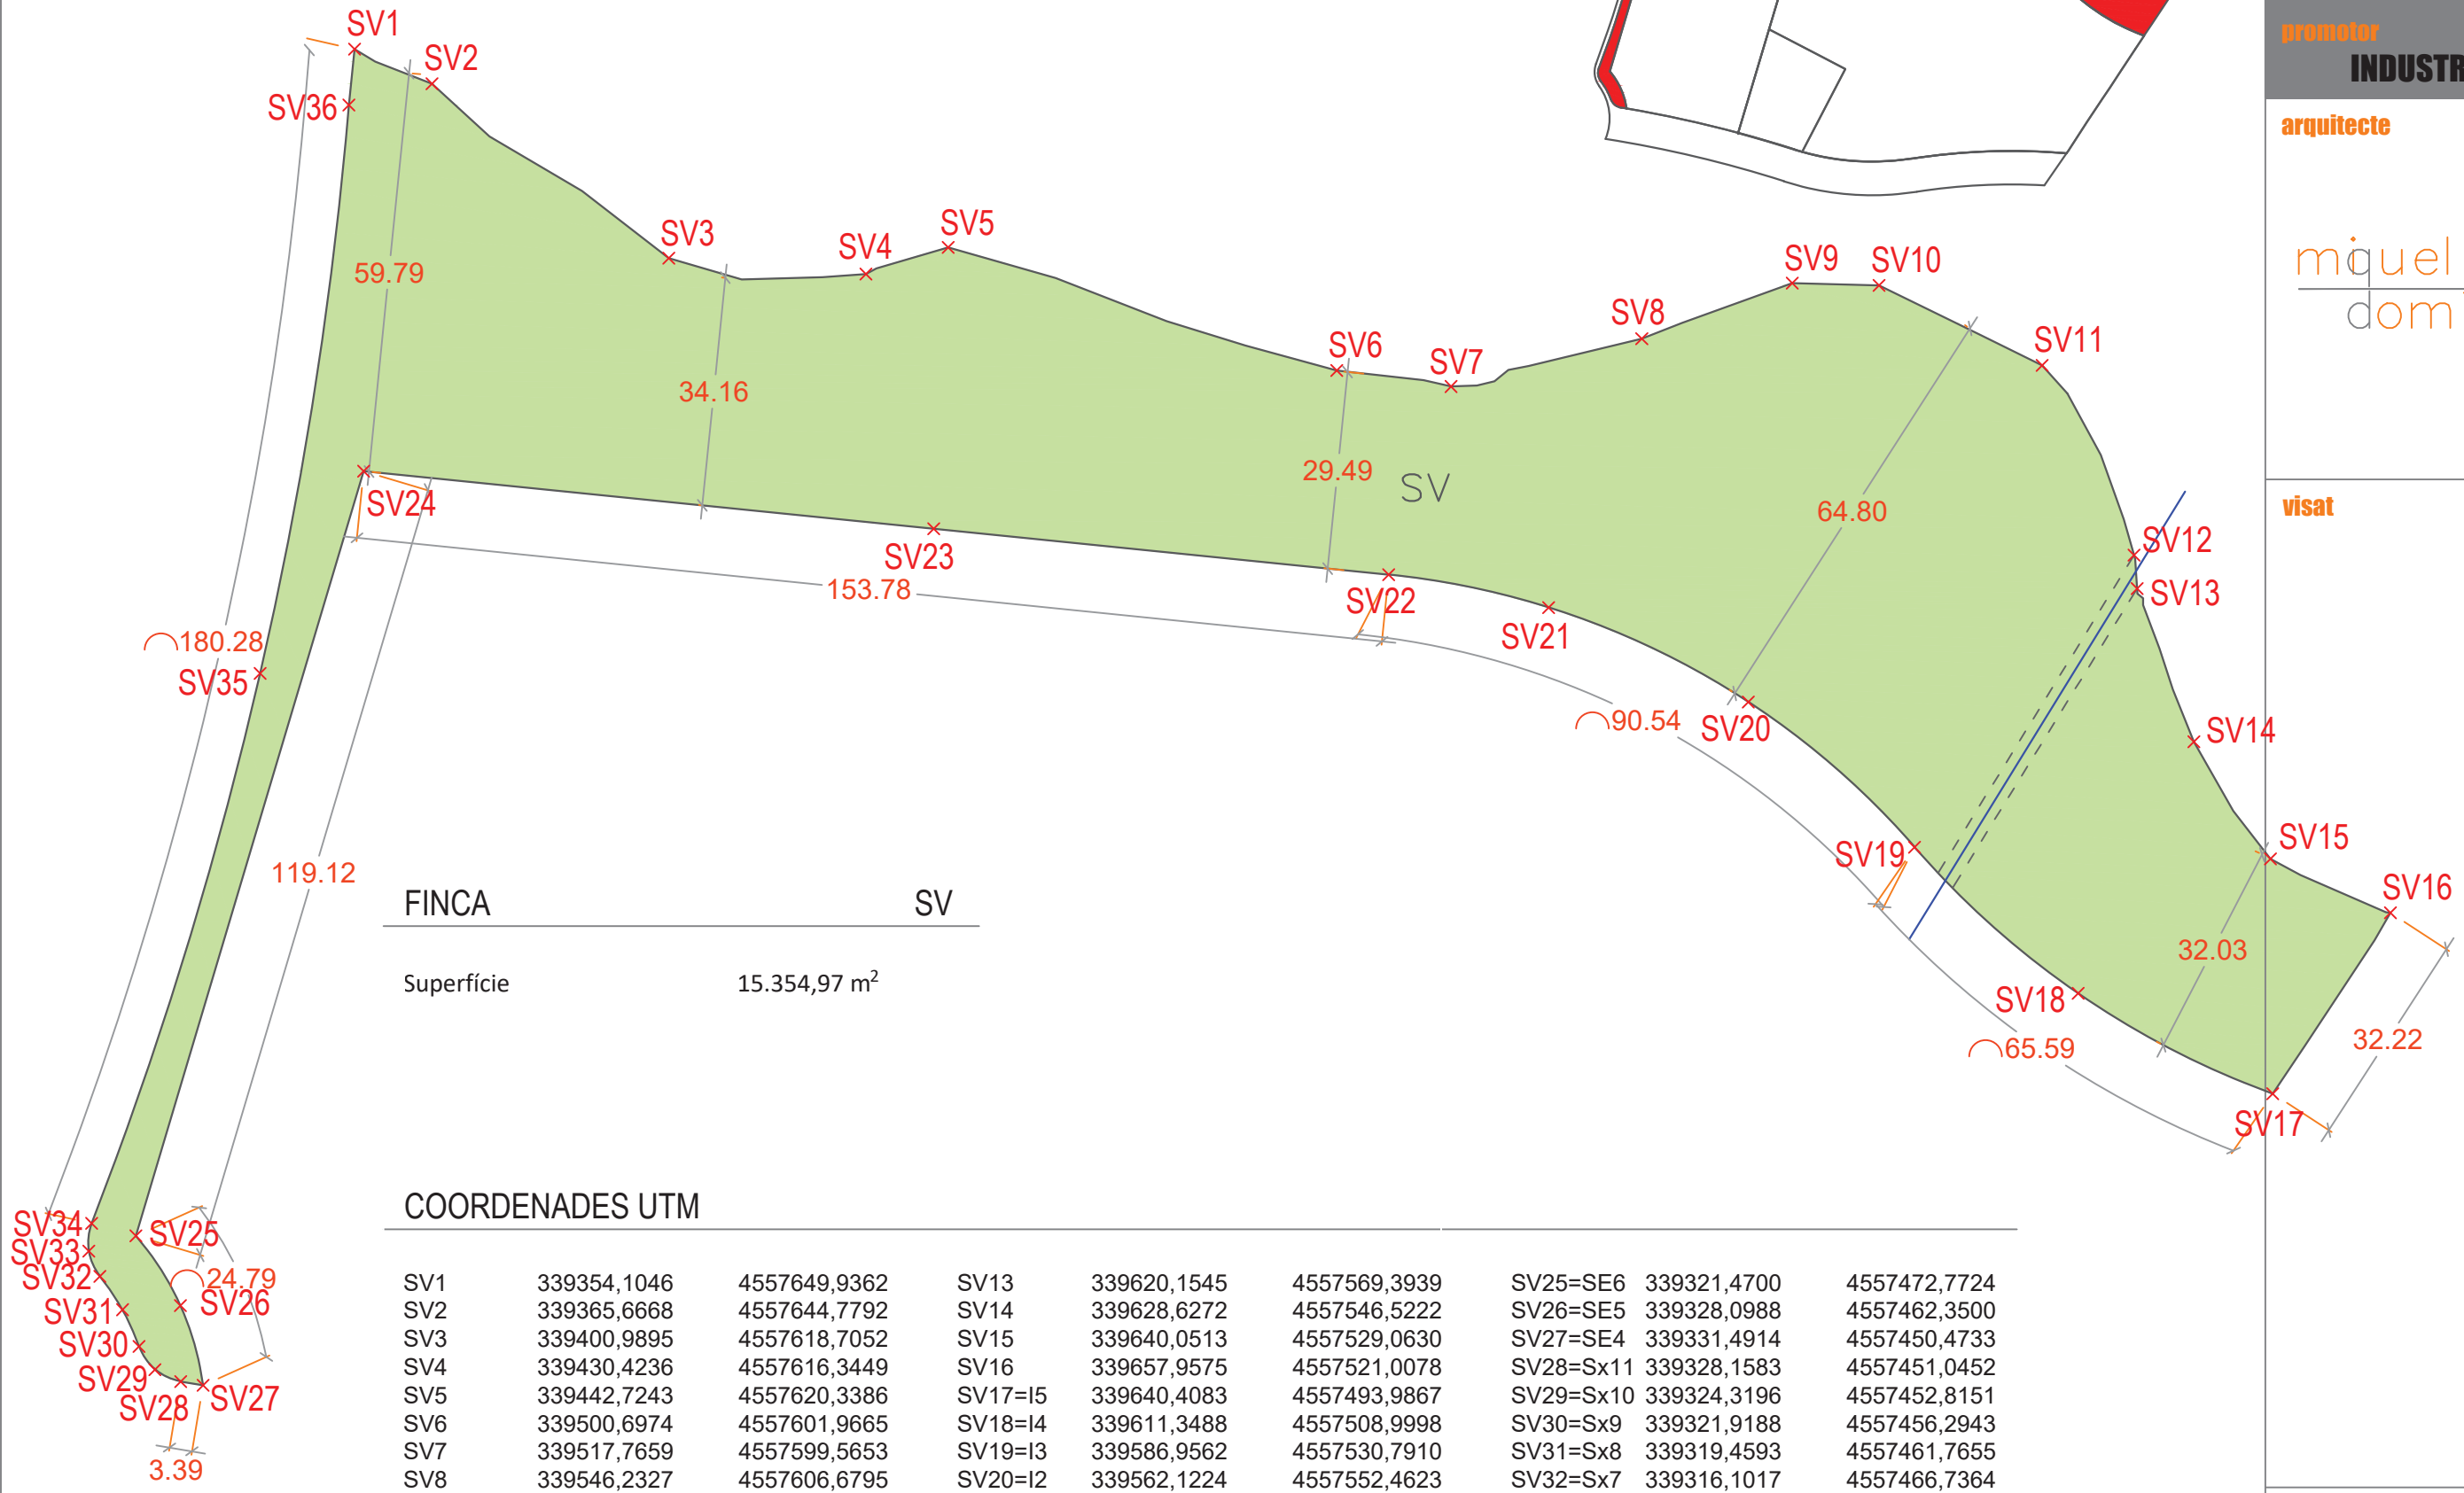 SV1
SV2
SV36
SV3
SV4
SV5
SV6
SV7
SV8
SV9
SV10
SV11
SV12
SV13
SV14
SV15
SV16
SV17
SV18
SV19
SV20
SV21
SV22
SV23
SV24
SV35
SV34
SV33
SV32
SV31
SV30
SV29
SV28
SV27
SV26
SV25
SV
59.79
34.16
29.49
64.80
153.78
180.28
90.54
119.12
32.03
32.22
65.59
24.79
3.39
promotor
INDUSTR
arquitecte
miquel
dom
visat
FINCA SV
Superfície 15.354,97 m²
COORDENADES UTM
SV1 339354,1046 4557649,9362 SV13 339620,1545 4557569,3939 SV25=SE6 339321,4700 4557472,7724
SV2 339365,6668 4557644,7792 SV14 339628,6272 4557546,5222 SV26=SE5 339328,0988 4557462,3500
SV3 339400,9895 4557618,7052 SV15 339640,0513 4557529,0630 SV27=SE4 339331,4914 4557450,4733
SV4 339430,4236 4557616,3449 SV16 339657,9575 4557521,0078 SV28=Sx11 339328,1583 4557451,0452
SV5 339442,7243 4557620,3386 SV17=I5 339640,4083 4557493,9867 SV29=Sx10 339324,3196 4557452,8151
SV6 339500,6974 4557601,9665 SV18=I4 339611,3488 4557508,9998 SV30=Sx9 339321,9188 4557456,2943
SV7 339517,7659 4557599,5653 SV19=I3 339586,9562 4557530,7910 SV31=Sx8 339319,4593 4557461,7655
SV8 339546,2327 4557606,6795 SV20=I2 339562,1224 4557552,4623 SV32=Sx7 339316,1017 4557466,7364